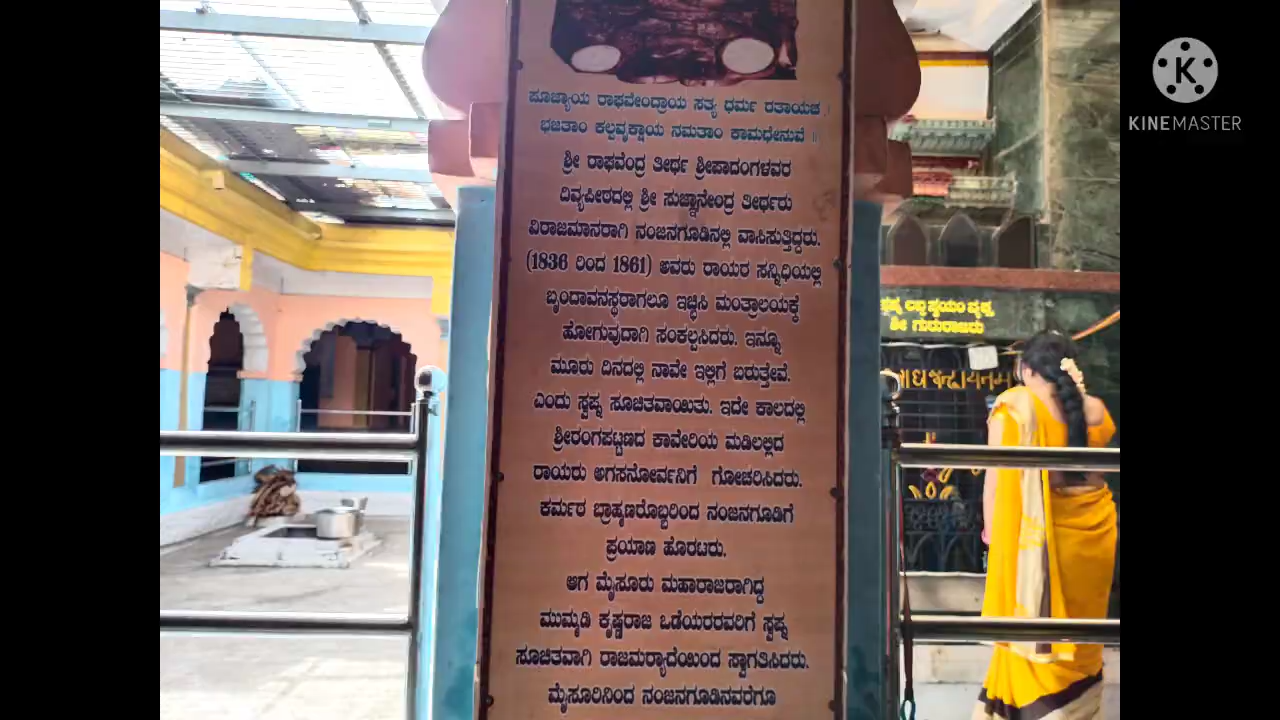 ಪೂಜ್ಯಾಯ ರಾಘವೇಂದ್ರಾಯ ಸತ್ಯ ಧರ್ಮ ರತಾಯಚ |
ಭಜತಾಂ ಕಲ್ಪವೃಕ್ಷಾಯ ನಮತಾಂ ಕಾಮಧೇನುವೆ ||
ಶ್ರೀ ರಾಘವೇಂದ್ರ ತೀರ್ಥ ಶ್ರೀಪಾದಂಗಳವರ
ದಿವ್ಯಪೀಠದಲ್ಲಿ ಶ್ರೀ ಸುಜ್ಞಾನೇಂದ್ರ ತೀರ್ಥರು
ವಿರಾಜಮಾನರಾಗಿ ನಂಜನಗೂಡಿನಲ್ಲಿ ವಾಸಿಸುತ್ತಿದ್ದರು.
(1836 ರಿಂದ 1861) ಅವರು ರಾಯರ ಸನ್ನಿಧಿಯಲ್ಲಿ
ಬೃಂದಾವನಸ್ಥರಾಗಲೂ ಇಚ್ಚಿಸಿ ಮಂತ್ರಾಲಯಕ್ಕೆ
ಹೋಗುವುದಾಗಿ ಸಂಕಲ್ಪಸಿದರು. ಇನ್ನೂ
ಮೂರು ದಿನದಲ್ಲಿ ನಾವೇ ಇಲ್ಲಿಗೆ ಬರುತ್ತೇವೆ.
ಎಂದು ಸ್ವಪ್ನ ಸೂಚಿತವಾಯಿತು. ಇದೇ ಕಾಲದಲ್ಲಿ
ಶ್ರೀರಂಗಪಟ್ಟಣದ ಕಾವೇರಿಯ ಮಡಿಲಲ್ಲಿದ
ರಾಯರು ಅಗಸನೋರ್ವನಿಗೆ ಗೋಚರಿಸಿದರು.
ಕರ್ಮಠ ಬ್ರಾಹ್ಮಣರೊಬ್ಬರಿಂದ ನಂಜನಗೂಡಿಗೆ
ಪ್ರಯಾಣ ಹೊರಟರು.
ಆಗ ಮೈಸೂರು ಮಹಾರಾಜರಾಗಿದ್ದ
ಮುಮ್ಮಡಿ ಕೃಷ್ಣರಾಜ ಒಡೆಯರರವರಿಗೆ ಸ್ವಪ್ನ
ಸೂಚಿತವಾಗಿ ರಾಜಮರ‍್ಯಾದೆಯಿಂದ ಸ್ವಾಗತಿಸಿದರು.
ಮೈಸೂರಿನಿಂದ ನಂಜನಗೂಡಿನವರೆಗೂ
ಶ್ರೀ ಗುರುರಾಜರು
KINEMASTER